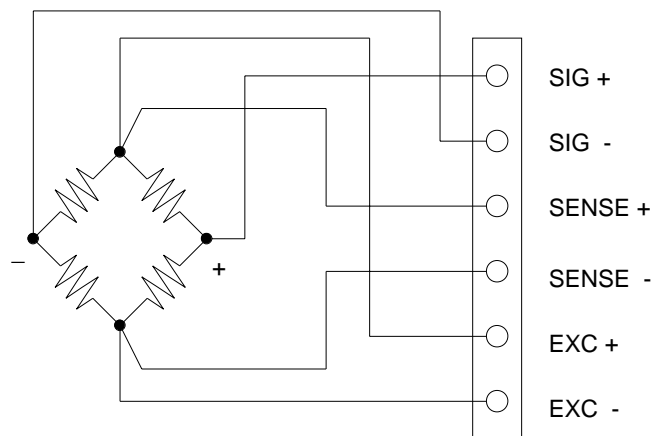 SIG +
SIG -
SENSE +
SENSE -
– +
EXC +
EXC -